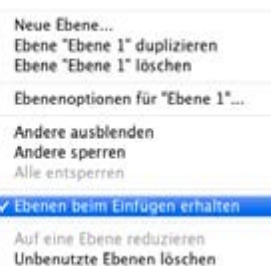 Neue Ebene...
Ebene "Ebene 1" duplizieren
Ebene "Ebene 1" löschen
Ebenenoptionen für "Ebene 1"...
Andere ausblenden
Andere sperren
Alle entsperren
✓ Ebenen beim Einfügen erhalten
Auf eine Ebene reduzieren
Unbenutzte Ebenen löschen